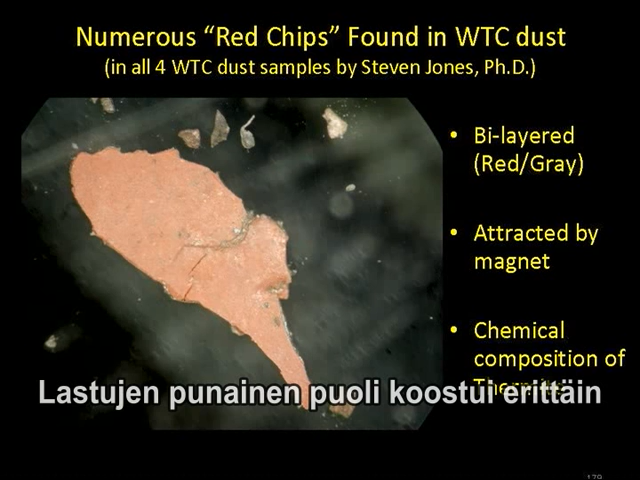 Numerous “Red Chips” Found in WTC dust
(in all 4 WTC dust samples by Steven Jones, Ph.D.)
• Bi-layered
(Red/Gray)
• Attracted by
magnet
• Chemical
composition of
Lastujen punainen puoli koostui erittäin